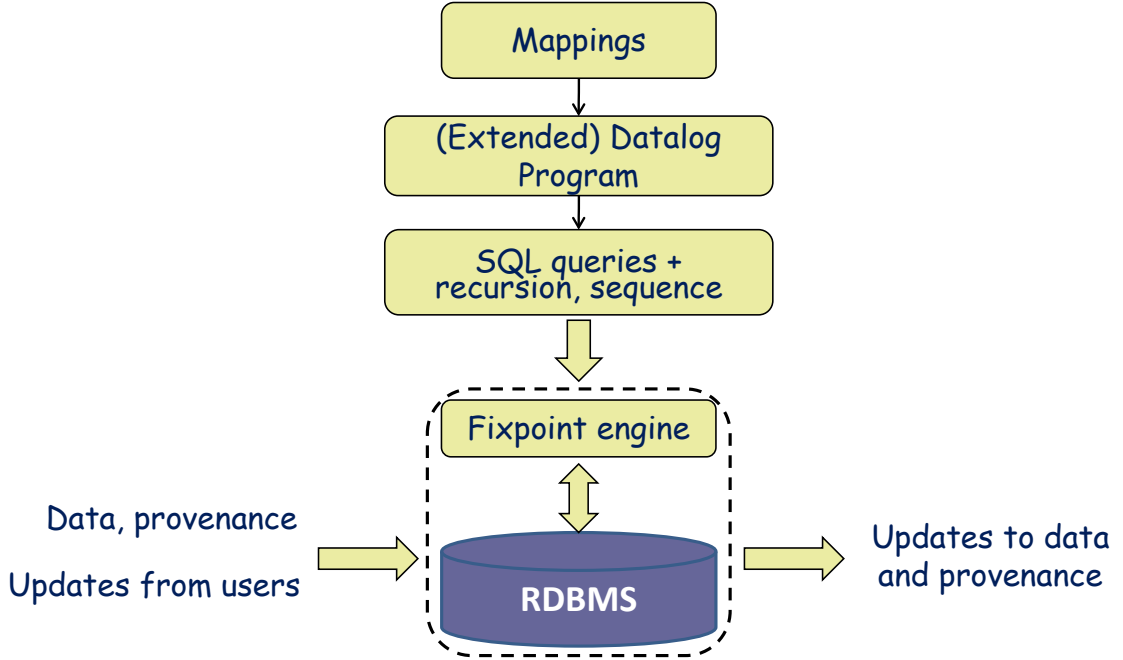 Mappings
(Extended) Datalog
Program
SQL queries +
recursion, sequence
Fixpoint engine
Data, provenance
Updates from users
RDBMS
Updates to data
and provenance